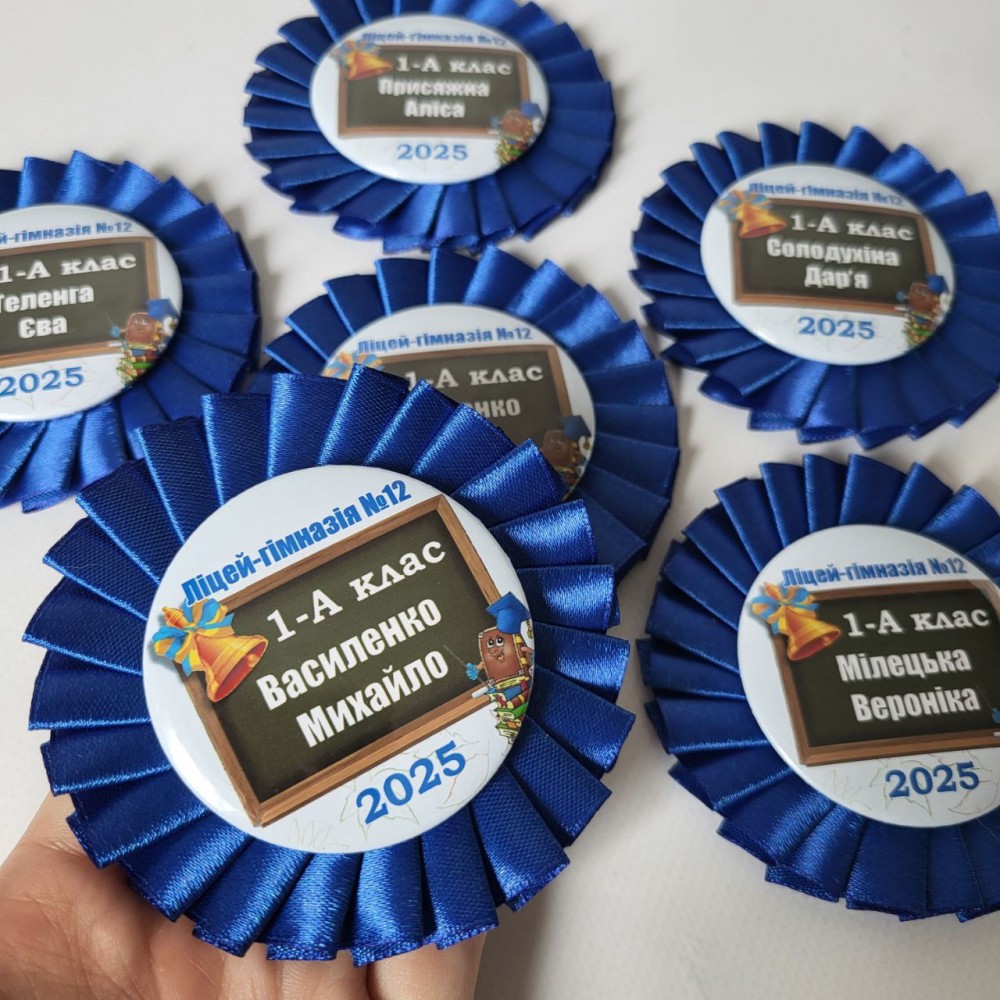 Ліцей-гімназія №12
1-А клас
Присяжна
Аліса
2025
Ліцей-гімназія №12
1-А клас
Солодухіна
Дар'я
2025
й-гімназія №12
1-А клас
Теленга
Єва
2025
Ліцей-гімназія №12
1-А клас
нко
Ліцей-гімназія №12
1-А клас
Василенко
Михайло
2025
Ліцей-гімназія №12
1-А клас
Мілецька
Вероніка
2025